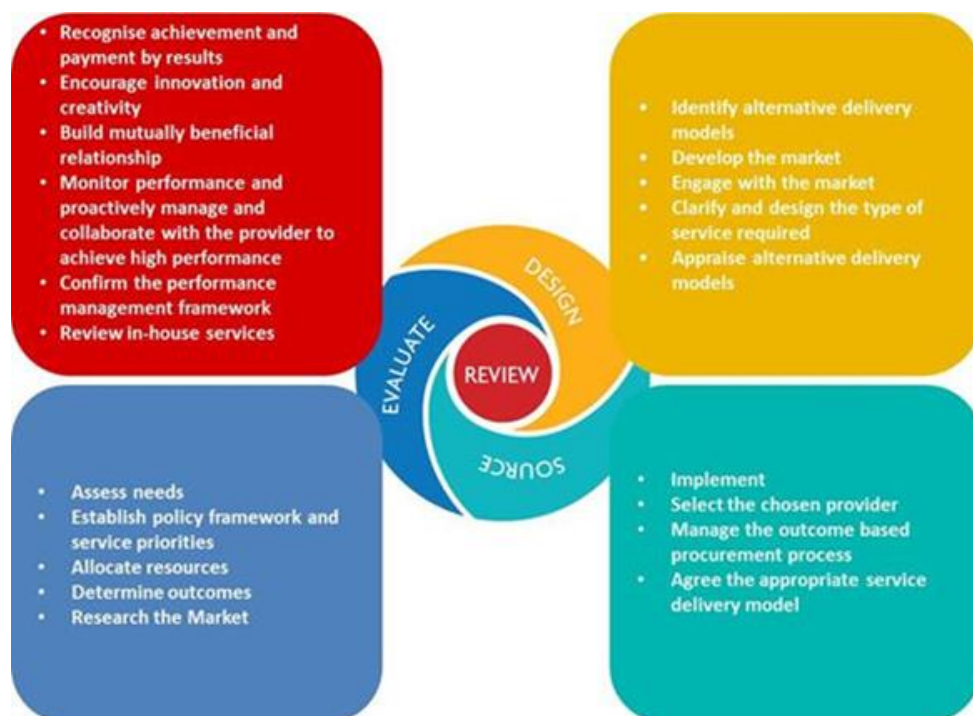 • Recognise achievement and
payment by results
• Encourage innovation and
creativity
• Build mutually beneficial
relationship
• Monitor performance and
proactively manage and
collaborate with the provider to
achieve high performance
• Confirm the performance
management framework
• Review in-house services
• Identify alternative delivery
models
• Develop the market
• Engage with the market
• Clarify and design the type of
service required
• Appraise alternative delivery
models
DESIGN
EVALUATE
REVIEW
SOURCE
• Assess needs
• Establish policy framework and
service priorities
• Allocate resources
• Determine outcomes
• Research the Market
• Implement
• Select the chosen provider
• Manage the outcome based
procurement process
• Agree the appropriate service
delivery model